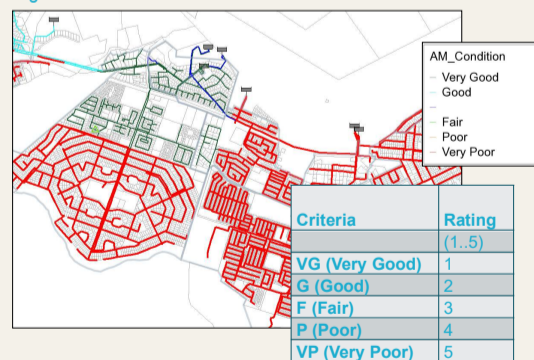 AM_Condition
Very Good
Good
Fair
Poor
Very Poor
Criteria Rating
(1..5)
VG (Very Good) 1
G (Good) 2
F (Fair) 3
P (Poor) 4
VP (Very Poor) 5